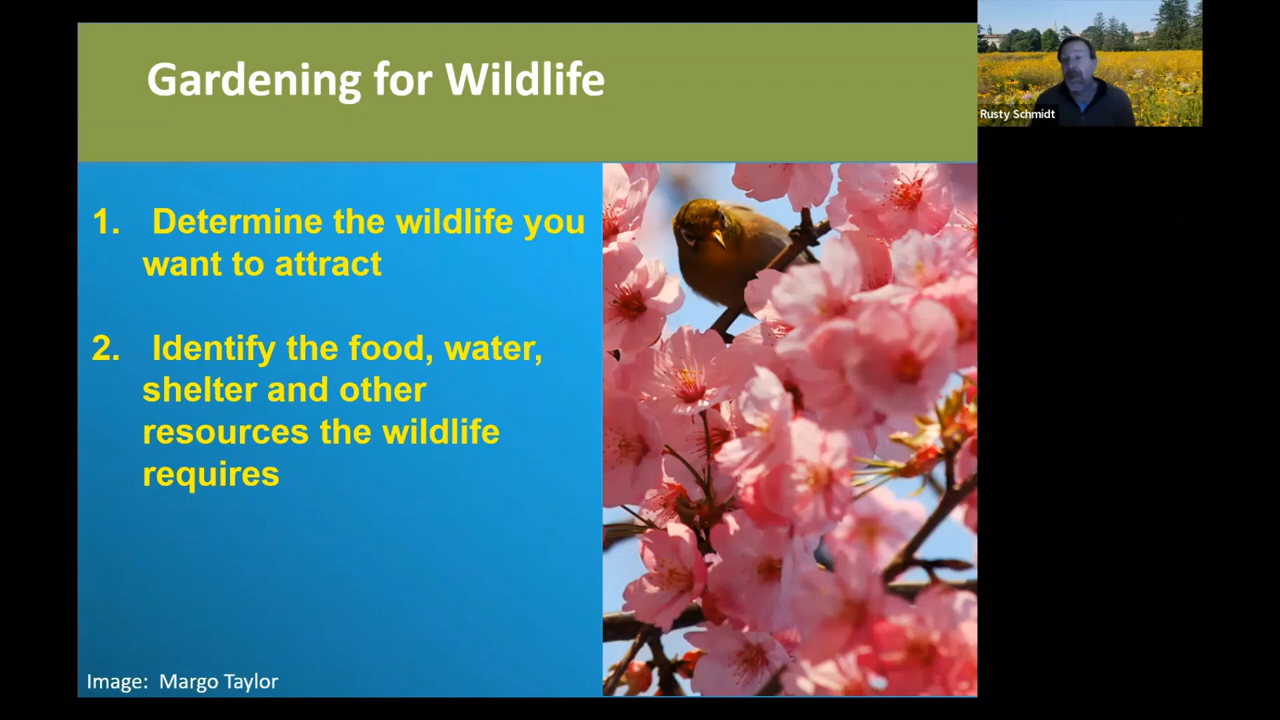 Gardening for Wildlife
Rusty Schmidt
1. Determine the wildlife you
want to attract
2. Identify the food, water,
shelter and other
resources the wildlife
requires
Image: Margo Taylor